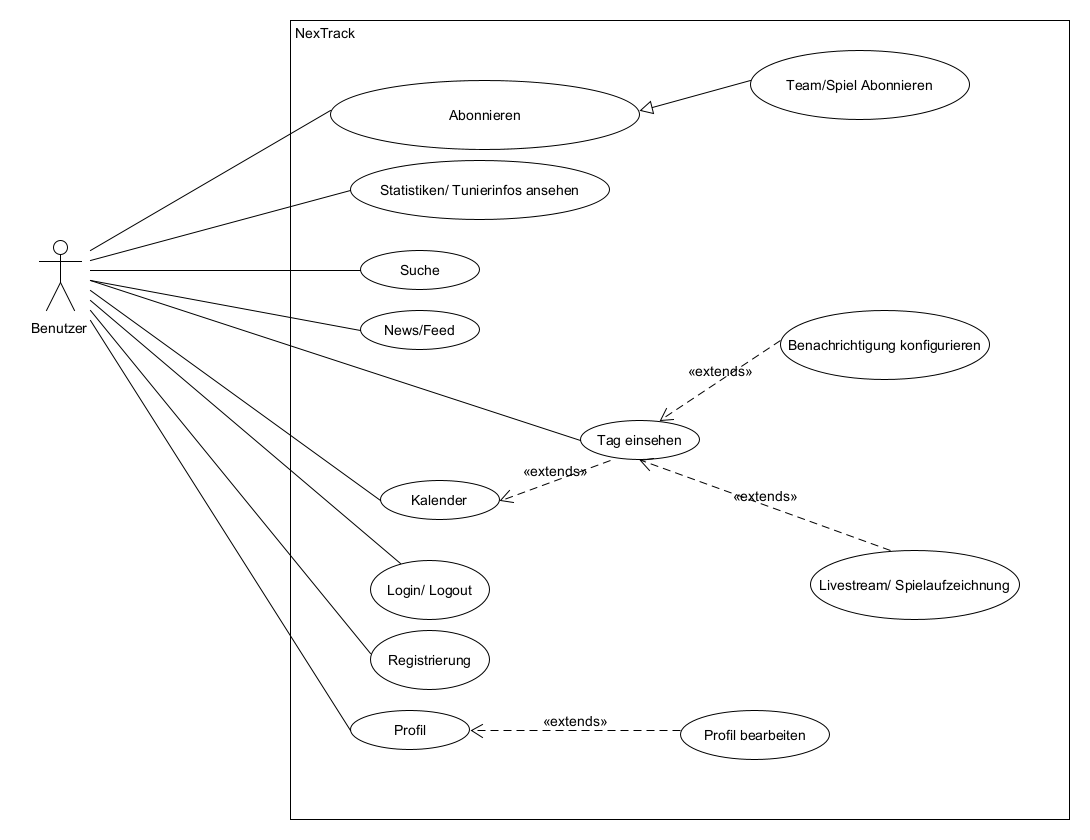 NexTrack
Team/Spiel Abonnieren
Abonnieren
Statistiken/ Tunierinfos ansehen
Suche
Benutzer
News/Feed
Benachrichtigung konfigurieren
«extends»
Tag einsehen
«extends»
Kalender
«extends»
Login/ Logout
Livestream/ Spielaufzeichnung
Registrierung
Profil
«extends»
Profil bearbeiten